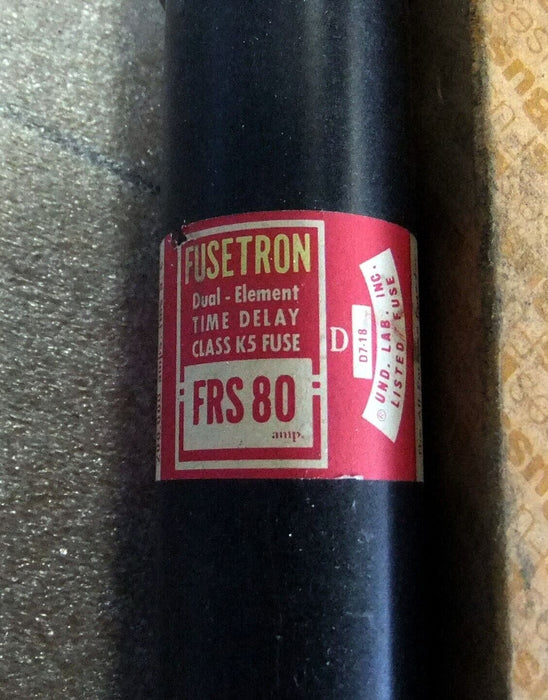 FUSETRON
Dual - Element
TIME DELAY
CLASS K5 FUSE
FRS 80
amp.
D
D7-18
® UND. LAB. INC.
LISTED FUSE